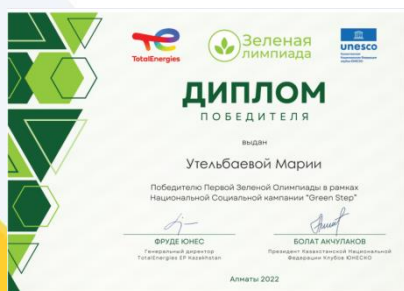 TotalEnergies
Зеленая
лимпиада
unesco
ДИПЛОМ
ПОБЕДИТЕЛЯ
выдан
Утельбаевой Марии
Победителю Первой Зеленой Олимпиады в рамках
Национальной Социальной кампании "Green Step"
ФРУДЕ ЮНЕС
Генеральный директор
TotalEnergies EP Kazakhstan
БОЛАТ АКЧУЛАКОВ
Президент Казахстанской Национальной
Федерации Клубов ЮНЕСКО
Алматы 2022